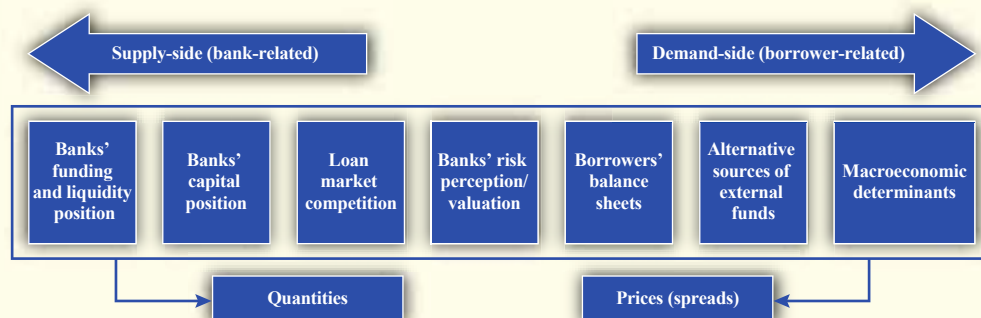 Supply-side (bank-related)
Demand-side (borrower-related)
Banks’
funding
and liquidity
position
Banks’
capital
position
Loan
market
competition
Banks’ risk
perception/
valuation
Borrowers’
balance
sheets
Alternative
sources of
external
funds
Macroeconomic
determinants
Quantities
Prices (spreads)